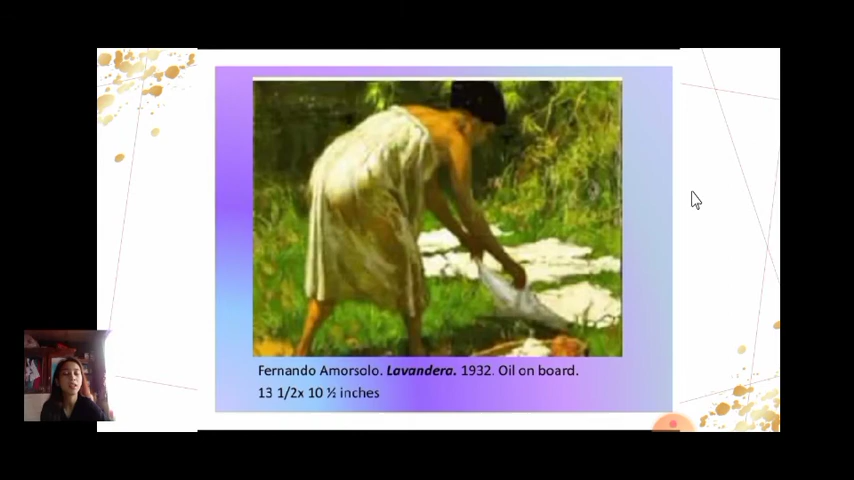 Fernando Amorsolo. Lavandera. 1932. Oil on board.
13 1/2x 10 ½ inches